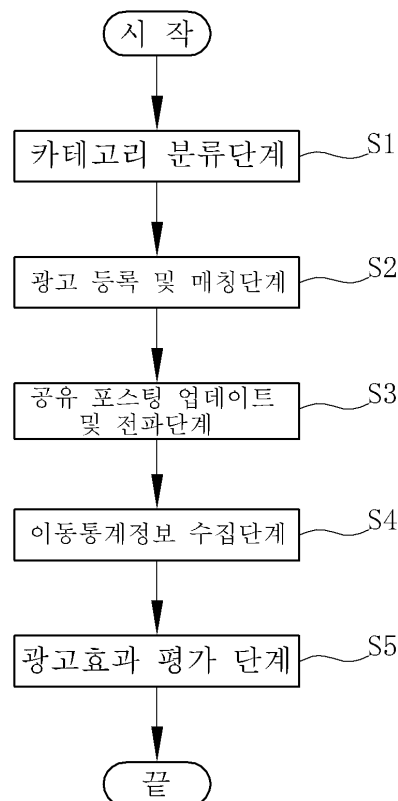 시 작
카테고리 분류단계
S1
광고 등록 및 매칭단계
S2
공유 포스팅 업데이트
및 전파단계
S3
이동통계정보 수집단계
S4
광고효과 평가 단계
S5
끝